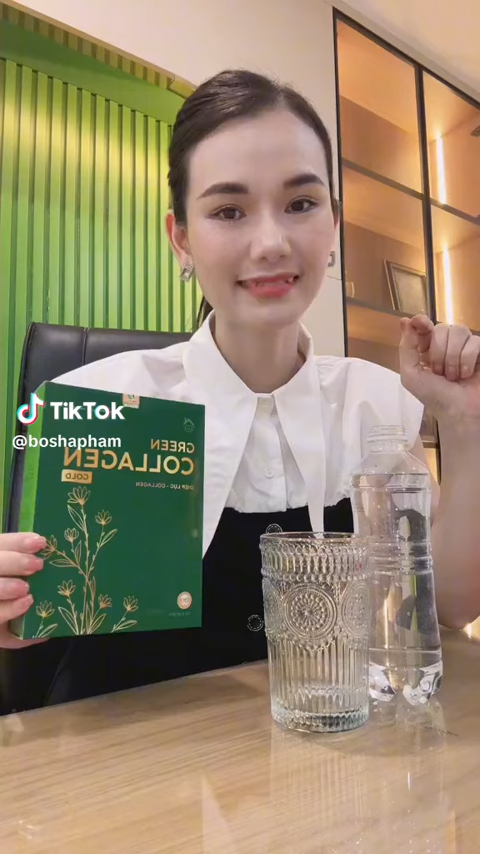 TikTok
@boshapham
GREEN
COLLAGEN
GOLD
DIỆP LỤC - COLLAGEN